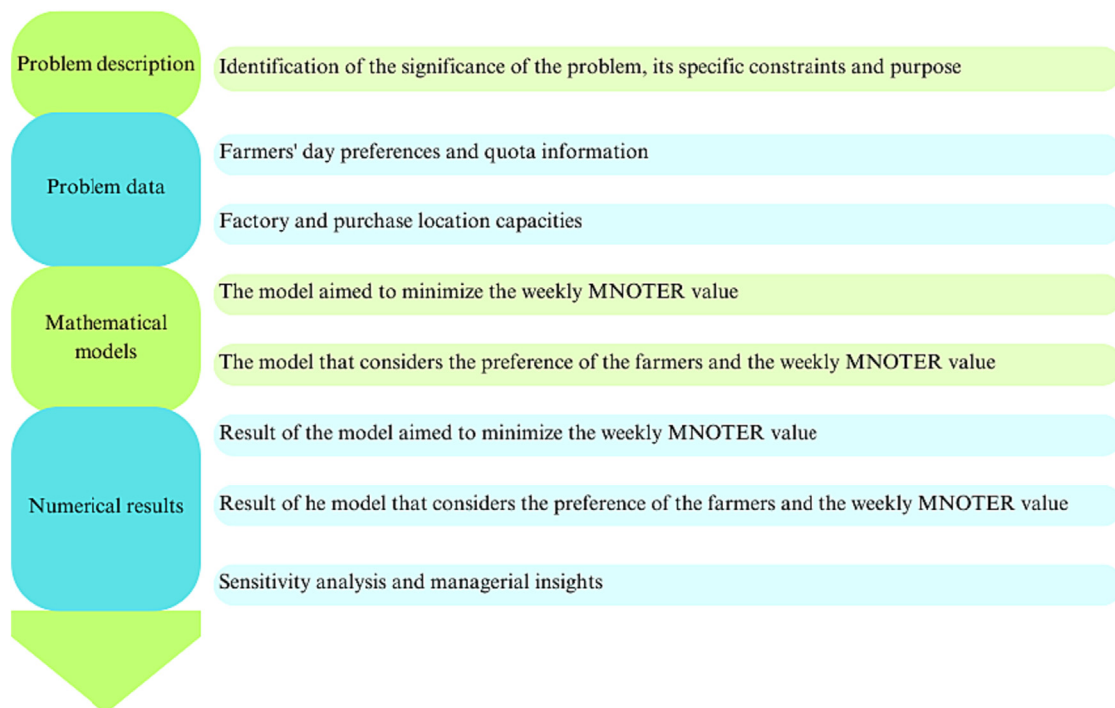 Problem description
Identification of the significance of the problem, its specific constraints and purpose
Problem data
Farmers' day preferences and quota information
Factory and purchase location capacities
Mathematical
models
The model aimed to minimize the weekly MNOTER value
The model that considers the preference of the farmers and the weekly MNOTER value
Numerical results
Result of the model aimed to minimize the weekly MNOTER value
Result of he model that considers the preference of the farmers and the weekly MNOTER value
Sensitivity analysis and managerial insights